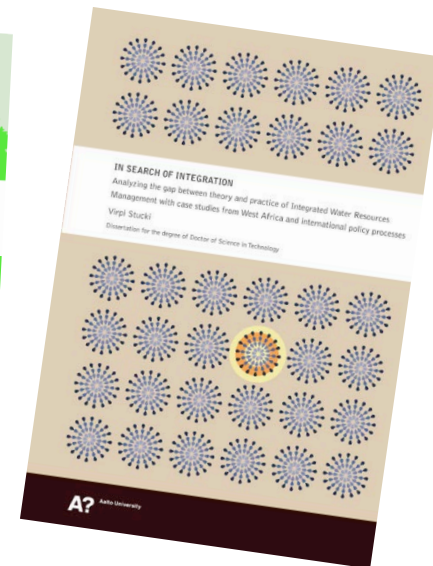 IN SEARCH OF INTEGRATION
Analyzing the gap between theory and practice of Integrated Water Resources
Management with case studies from West Africa and international policy processes
Virpi Stucki
Dissertation for the degree of Doctor of Science in Technology
A? Aalto University